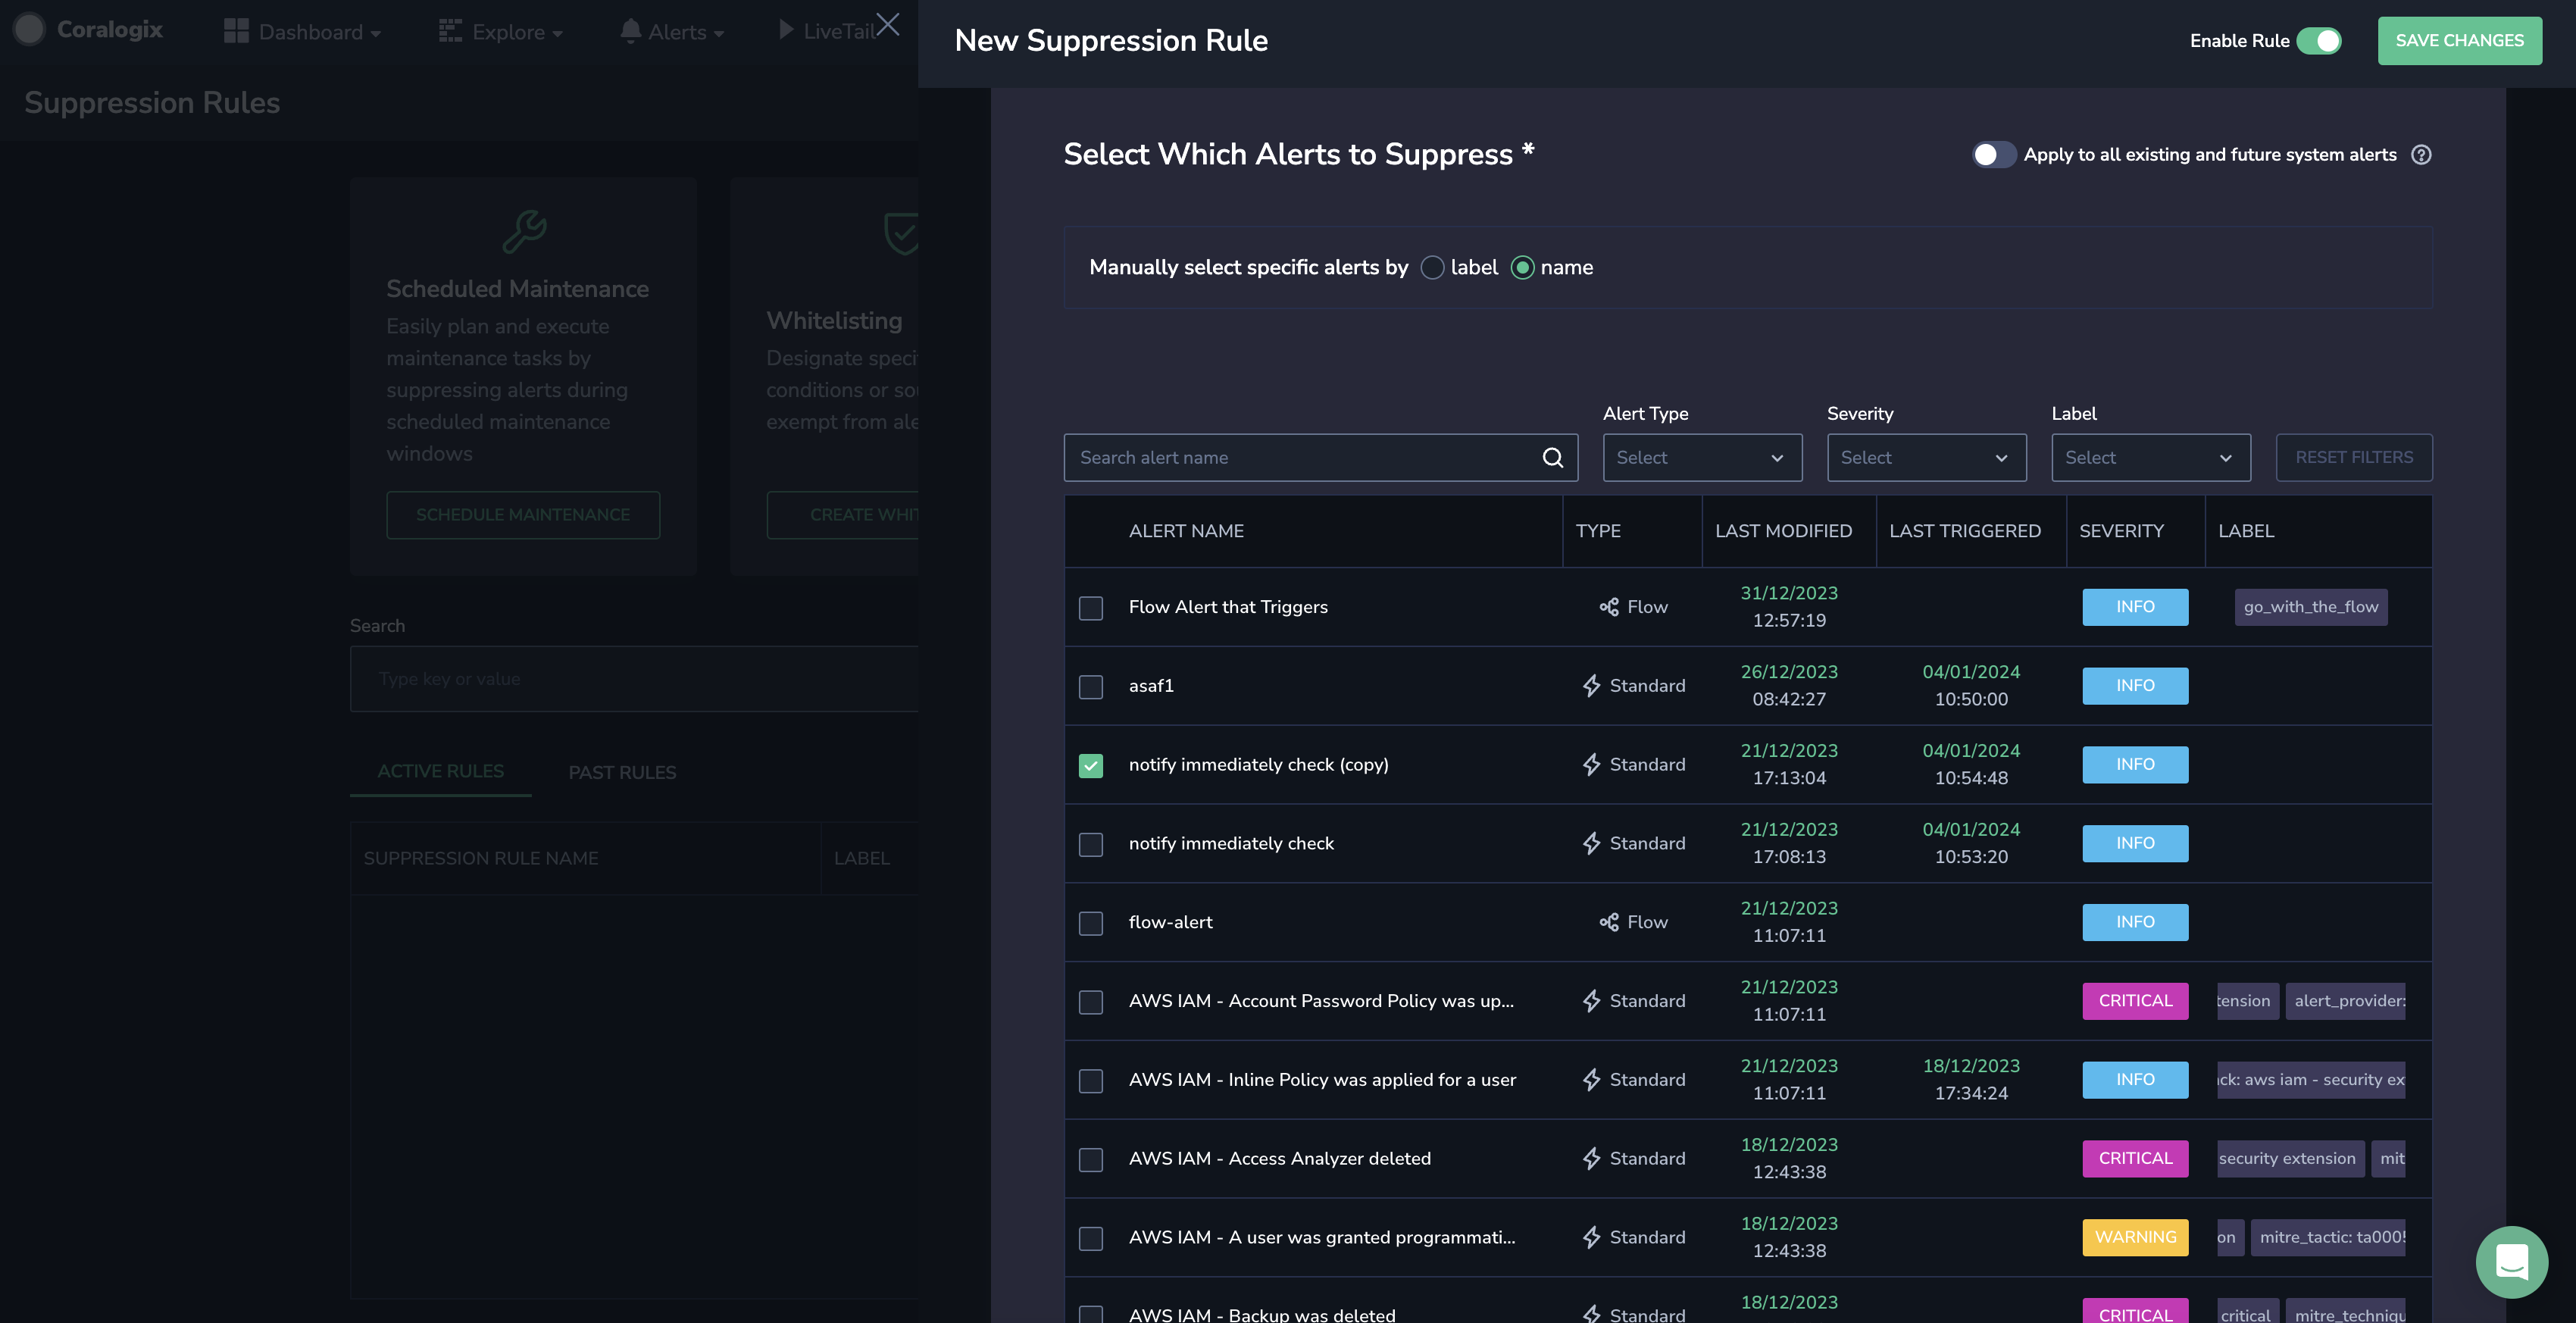 Coralogix
Dashboard
Explore
Alerts
LiveTail
Suppression Rules
Scheduled Maintenance
Easily plan and execute
maintenance tasks by
suppressing alerts during
scheduled maintenance
windows
SCHEDULE MAINTENANCE
Whitelisting
Designate speci
conditions or so
exempt from ale
CREATE WHIT
Search
Type key or value
ACTIVE RULES PAST RULES
SUPPRESSION RULE NAME LABEL
New Suppression Rule
Enable Rule
SAVE CHANGES
Select Which Alerts to Suppress *
Apply to all existing and future system alerts
Manually select specific alerts by label name
Alert Type Severity Label
Search alert name Select Select Select RESET FILTERS
ALERT NAME TYPE LAST MODIFIED LAST TRIGGERED SEVERITY LABEL
Flow Alert that Triggers Flow 31/12/2023 12:57:19 INFO go_with_the_flow
asaf1 Standard 26/12/2023 08:42:27 04/01/2024 10:50:00 INFO
notify immediately check (copy) Standard 21/12/2023 17:13:04 04/01/2024 10:54:48 INFO
notify immediately check Standard 21/12/2023 17:08:13 04/01/2024 10:53:20 INFO
flow-alert Flow 21/12/2023 11:07:11 INFO
AWS IAM - Account Password Policy was up... Standard 21/12/2023 11:07:11 CRITICAL tension alert_provider:
AWS IAM - Inline Policy was applied for a user Standard 21/12/2023 11:07:11 18/12/2023 17:34:24 INFO ck: aws iam - security ex
AWS IAM - Access Analyzer deleted Standard 18/12/2023 12:43:38 CRITICAL security extension mit
AWS IAM - A user was granted programmati... Standard 18/12/2023 12:43:38 WARNING on mitre_tactic: ta0005
AWS IAM - Backup was deleted Standard 18/12/2023 CRITICAL critical mitre_techniqu